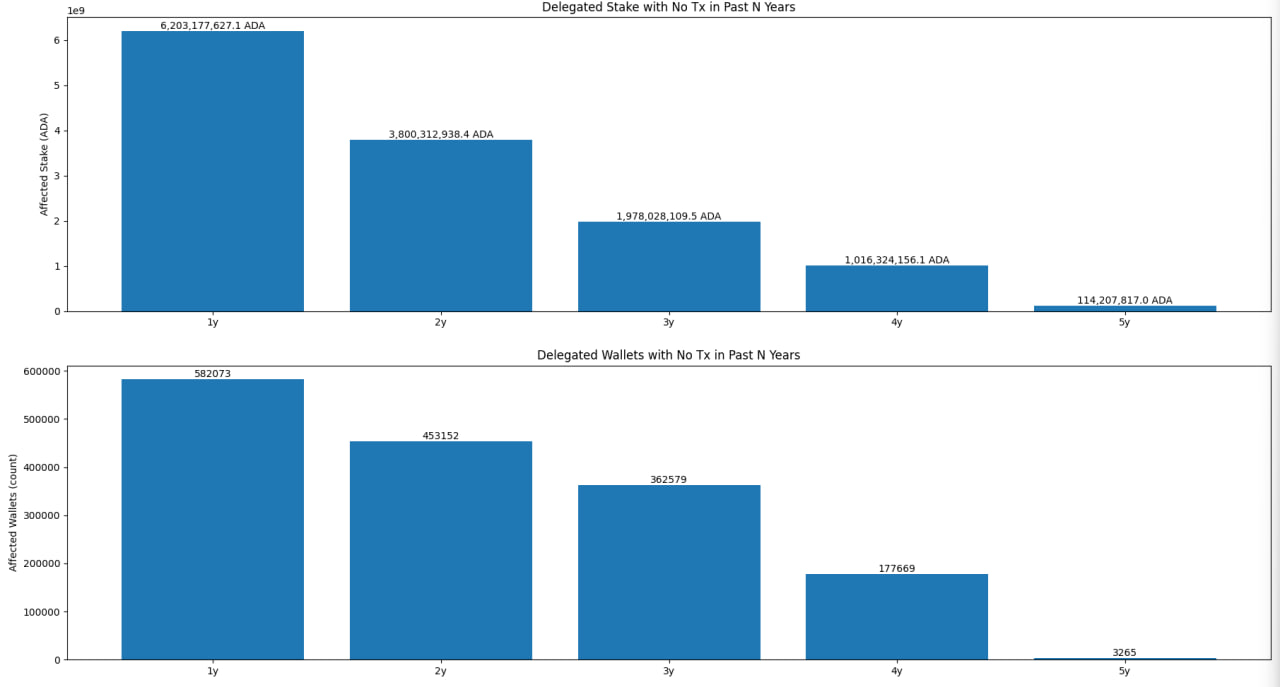 Delegated Stake with No Tx in Past N Years
1e9
Affected Stake (ADA)
6
5
4
3
2
1
0
6,203,177,627.1 ADA
3,800,312,938.4 ADA
1,978,028,109.5 ADA
1,016,324,156.1 ADA
114,207,817.0 ADA
1y 2y 3y 4y 5y
Delegated Wallets with No Tx in Past N Years
Affected Wallets (count)
600000
500000
400000
300000
200000
100000
0
582073
453152
362579
177669
3265
1y 2y 3y 4y 5y